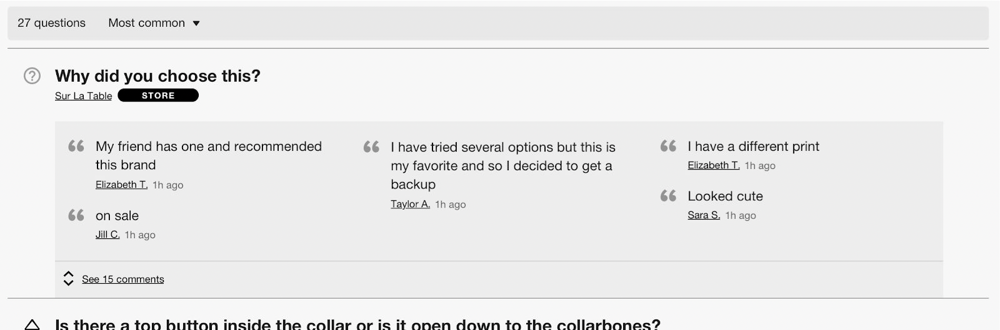 27 questions
Most common
Why did you choose this?
Sur La Table
STORE
My friend has one and recommended
this brand
Elizabeth T. 1h ago
on sale
Jill C. 1h ago
I have tried several options but this is
my favorite and so I decided to get a
backup
Taylor A. 1h ago
I have a different print
Elizabeth T. 1h ago
Looked cute
Sara S. 1h ago
See 15 comments
Is there a top button inside the collar or is it open down to the collarbones?